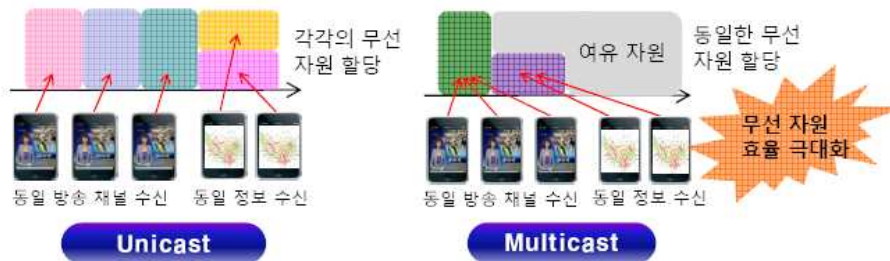 각각의 무선
자원 할당
동일 방송 채널 수신
동일 정보 수신
Unicast
여유 자원
동일한 무선
자원 할당
무선 자원
효율 극대화
동일 방송 채널 수신
동일 정보 수신
Multicast